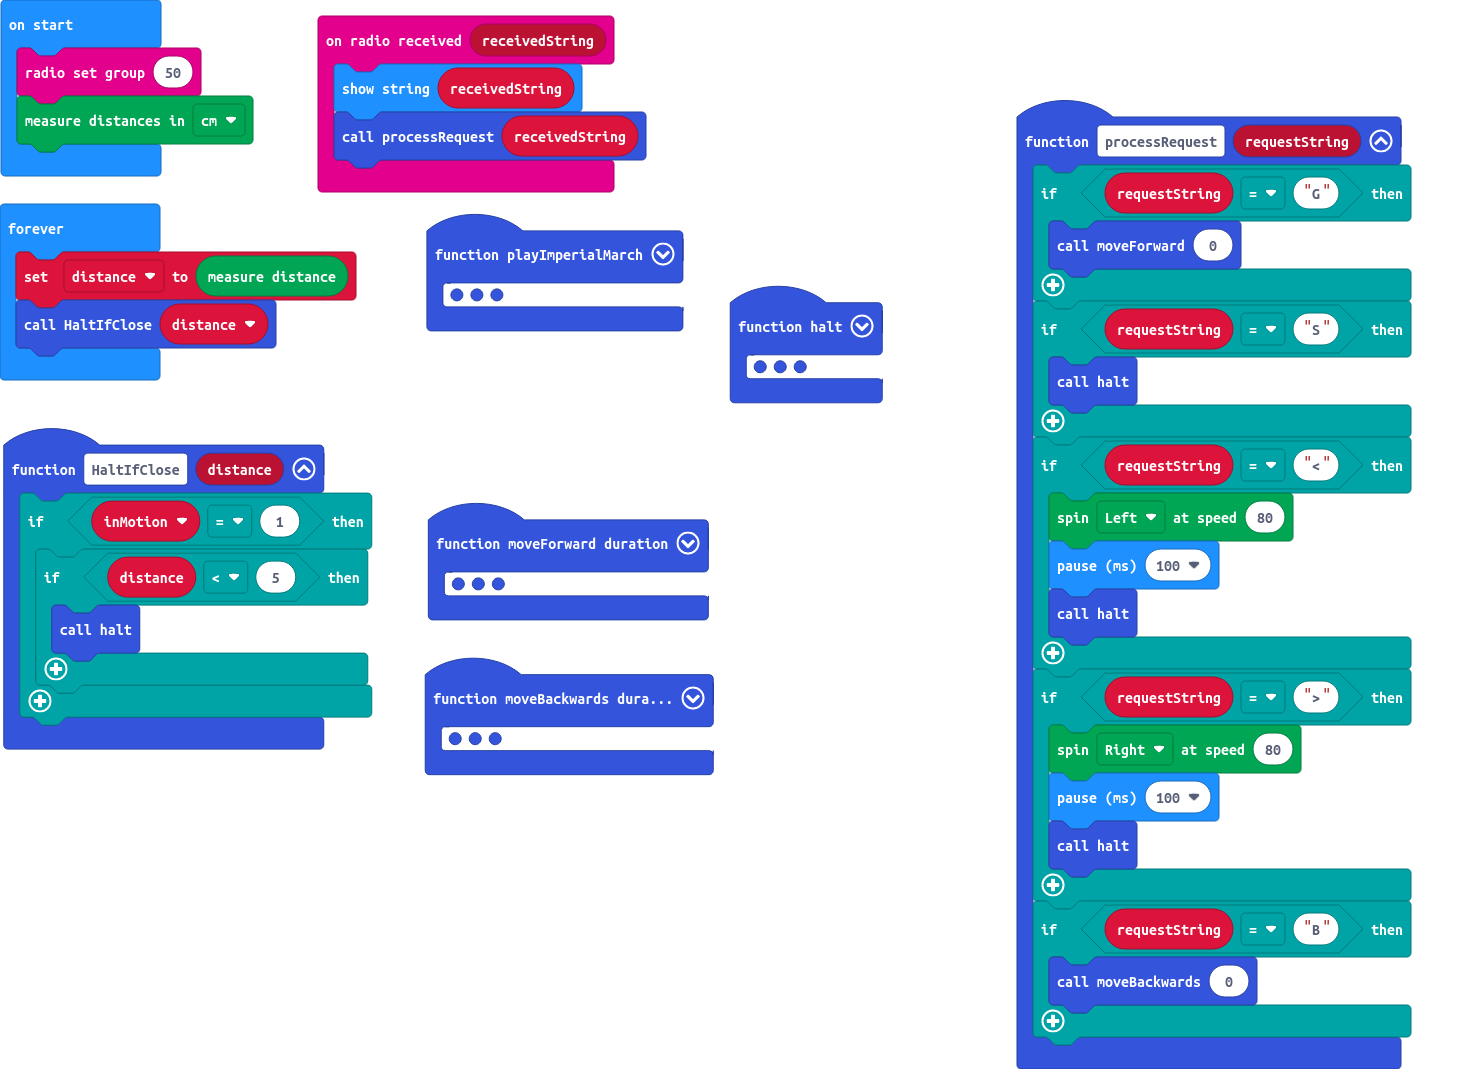 on start
radio set group 50
measure distances in cm
on radio received receivedString
show string receivedString
call processRequest receivedString
forever
set distance to measure distance
call HaltIfClose distance
function playImperialMarch
function halt
function HaltIfClose distance
if inMotion = 1 then
if distance < 5 then
call halt
function moveForward duration
function moveBackwards dura...
function processRequest requestString
if requestString = "G" then
call moveForward 0
if requestString = "S" then
call halt
if requestString = "<" then
spin Left at speed 80
pause (ms) 100
call halt
if requestString = ">" then
spin Right at speed 80
pause (ms) 100
call halt
if requestString = "B" then
call moveBackwards 0